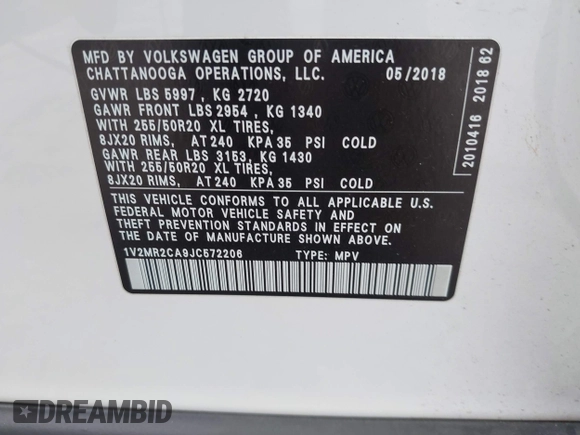 MFD BY VOLKSWAGEN GROUP OF AMERICA
CHATTANOOGA OPERATIONS, LLC. 05/2018
GVWR LBS 5997 , KG 2720
GAWR FRONT LBS 2954 , KG 1340
WITH 255/50R20 XL TIRES,
8JX20 RIMS, AT 240 KPA 35 PSI COLD
GAWR REAR LBS 3153, KG 1430
WITH 255/50R20 XL TIRES,
8JX20 RIMS, AT 240 KPA 35 PSI COLD
THIS VEHICLE CONFORMS TO ALL APPLICABLE U.S.
FEDERAL MOTOR VEHICLE SAFETY AND
THEFT PREVENTION STANDARDS IN EFFECT ON
THE DATE OF MANUFACTURE SHOWN ABOVE.
1V2MR2CA9JC572206 TYPE: MPV
2010416 2018 62
DREAMBID